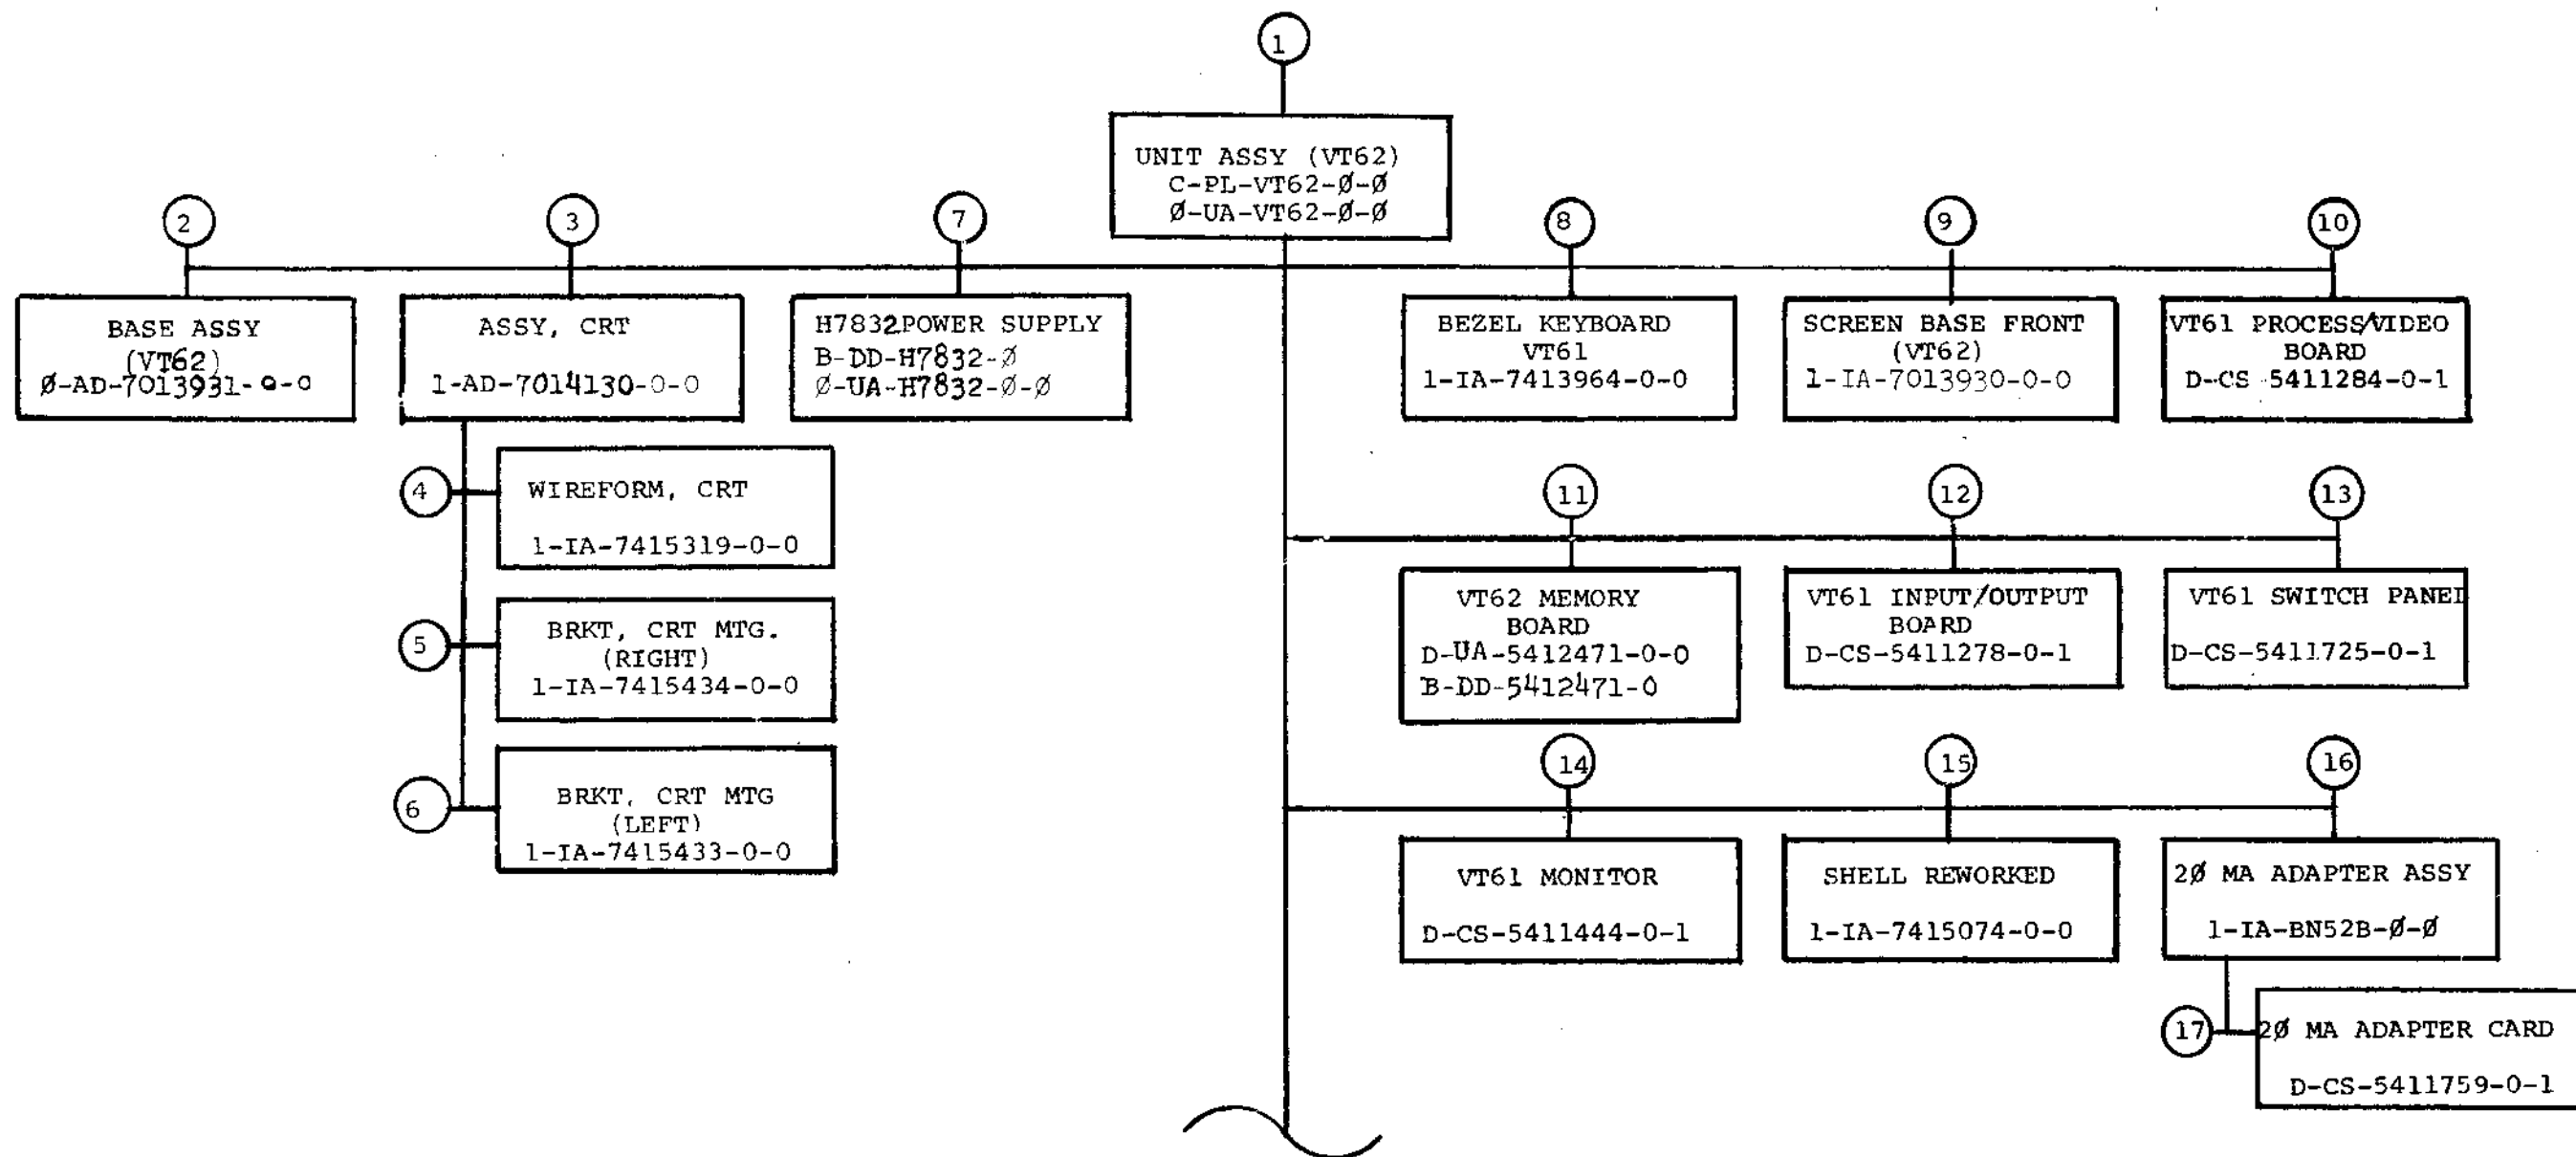 1
UNIT ASSY (VT62)
C-PL-VT62-Ø-Ø
Ø-UA-VT62-Ø-Ø
2
BASE ASSY
(VT62)
Ø-AD-7013931-0-0
3
ASSY, CRT
1-AD-7014130-0-0
4
WIREFORM, CRT
1-IA-7415319-0-0
5
BRKT, CRT MTG.
(RIGHT)
1-IA-7415434-0-0
6
BRKT, CRT MTG
(LEFT)
1-IA-7415433-0-0
7
H7832POWER SUPPLY
B-DD-H7832-Ø
Ø-UA-H7832-Ø-Ø
8
BEZEL KEYBOARD
VT61
1-IA-7413964-0-0
9
SCREEN BASE FRONT
(VT62)
1-IA-7013930-0-0
10
VT61 PROCESS/VIDEO
BOARD
D-CS 5411284-0-1
11
VT62 MEMORY
BOARD
D-UA-5412471-0-0
B-DD-5412471-0
12
VT61 INPUT/OUTPUT
BOARD
D-CS-5411278-0-1
13
VT61 SWITCH PANEL
D-CS-5411725-0-1
14
VT61 MONITOR
D-CS-5411444-0-1
15
SHELL REWORKED
1-IA-7415074-0-0
16
2Ø MA ADAPTER ASSY
1-IA-BN52B-Ø-Ø
17
2Ø MA ADAPTER CARD
D-CS-5411759-0-1